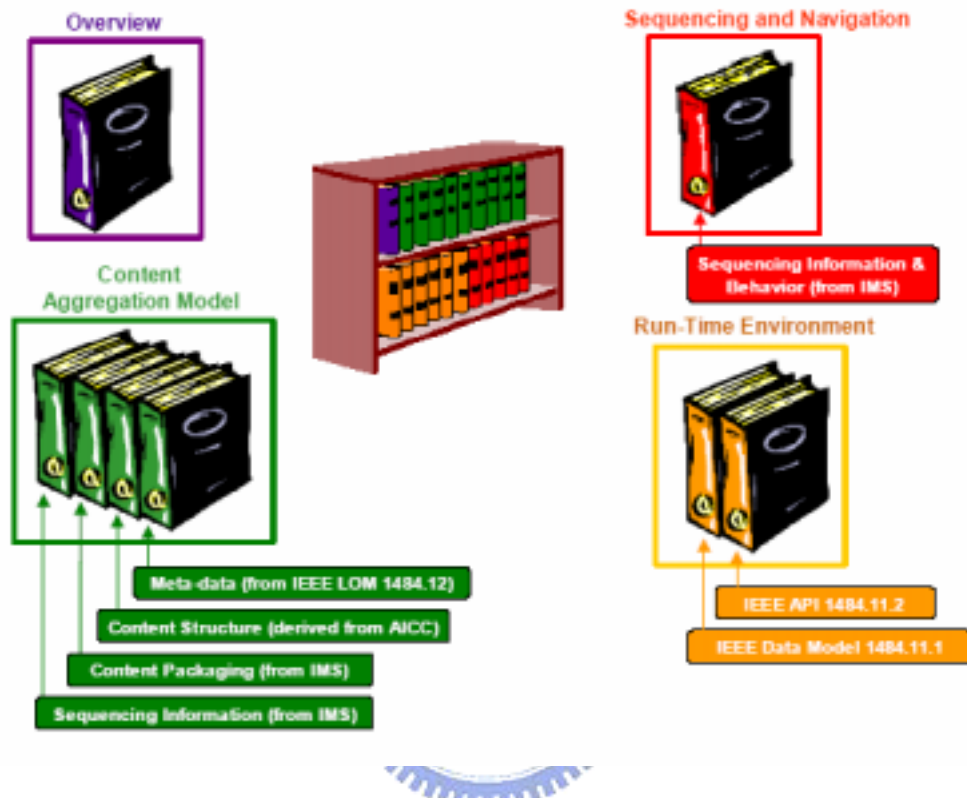 Overview
Sequencing and Navigation
Sequencing Information &
Behavior (from IMS)
Content
Aggregation Model
Run-Time Environment
Meta-data (from IEEE LOM 1484.12)
Content Structure (derived from AICC)
Content Packaging (from IMS)
Sequencing Information (from IMS)
IEEE API 1484.11.2
IEEE Data Model 1484.11.1